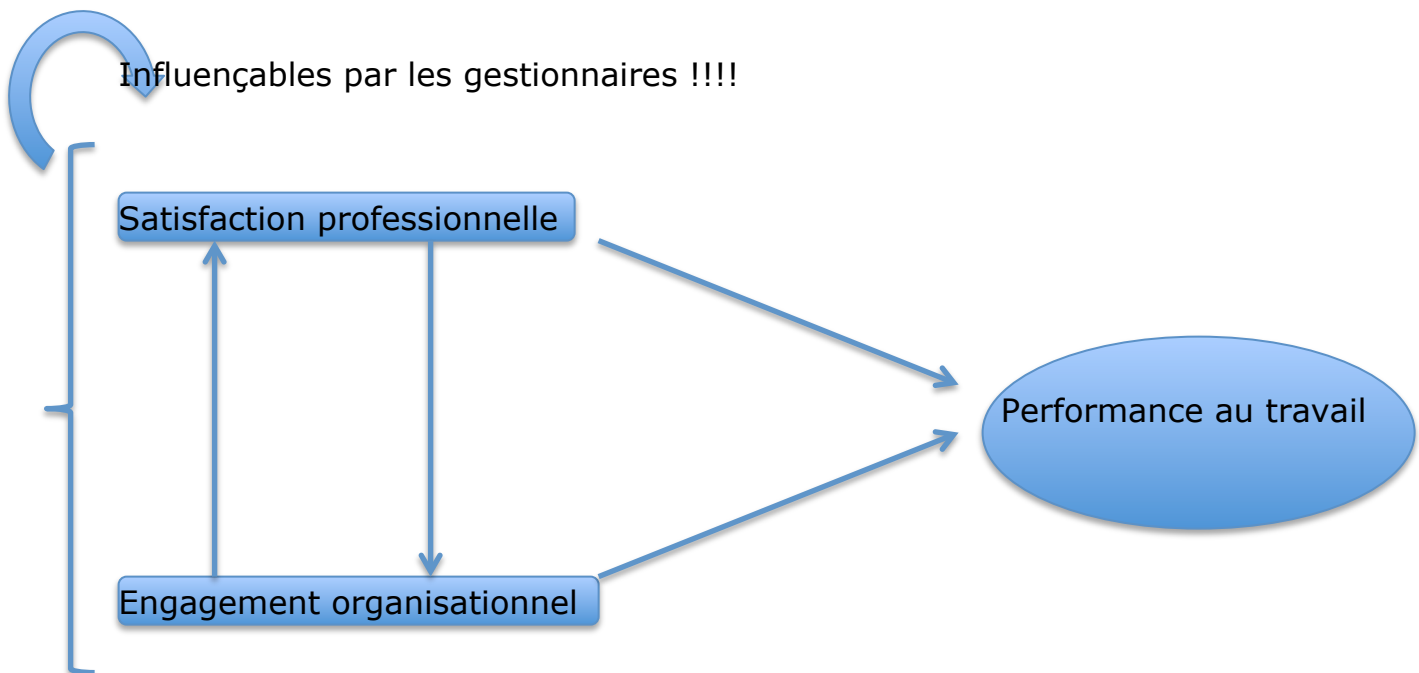 Influençables par les gestionnaires !!!!
Satisfaction professionnelle
Performance au travail
Engagement organisationnel